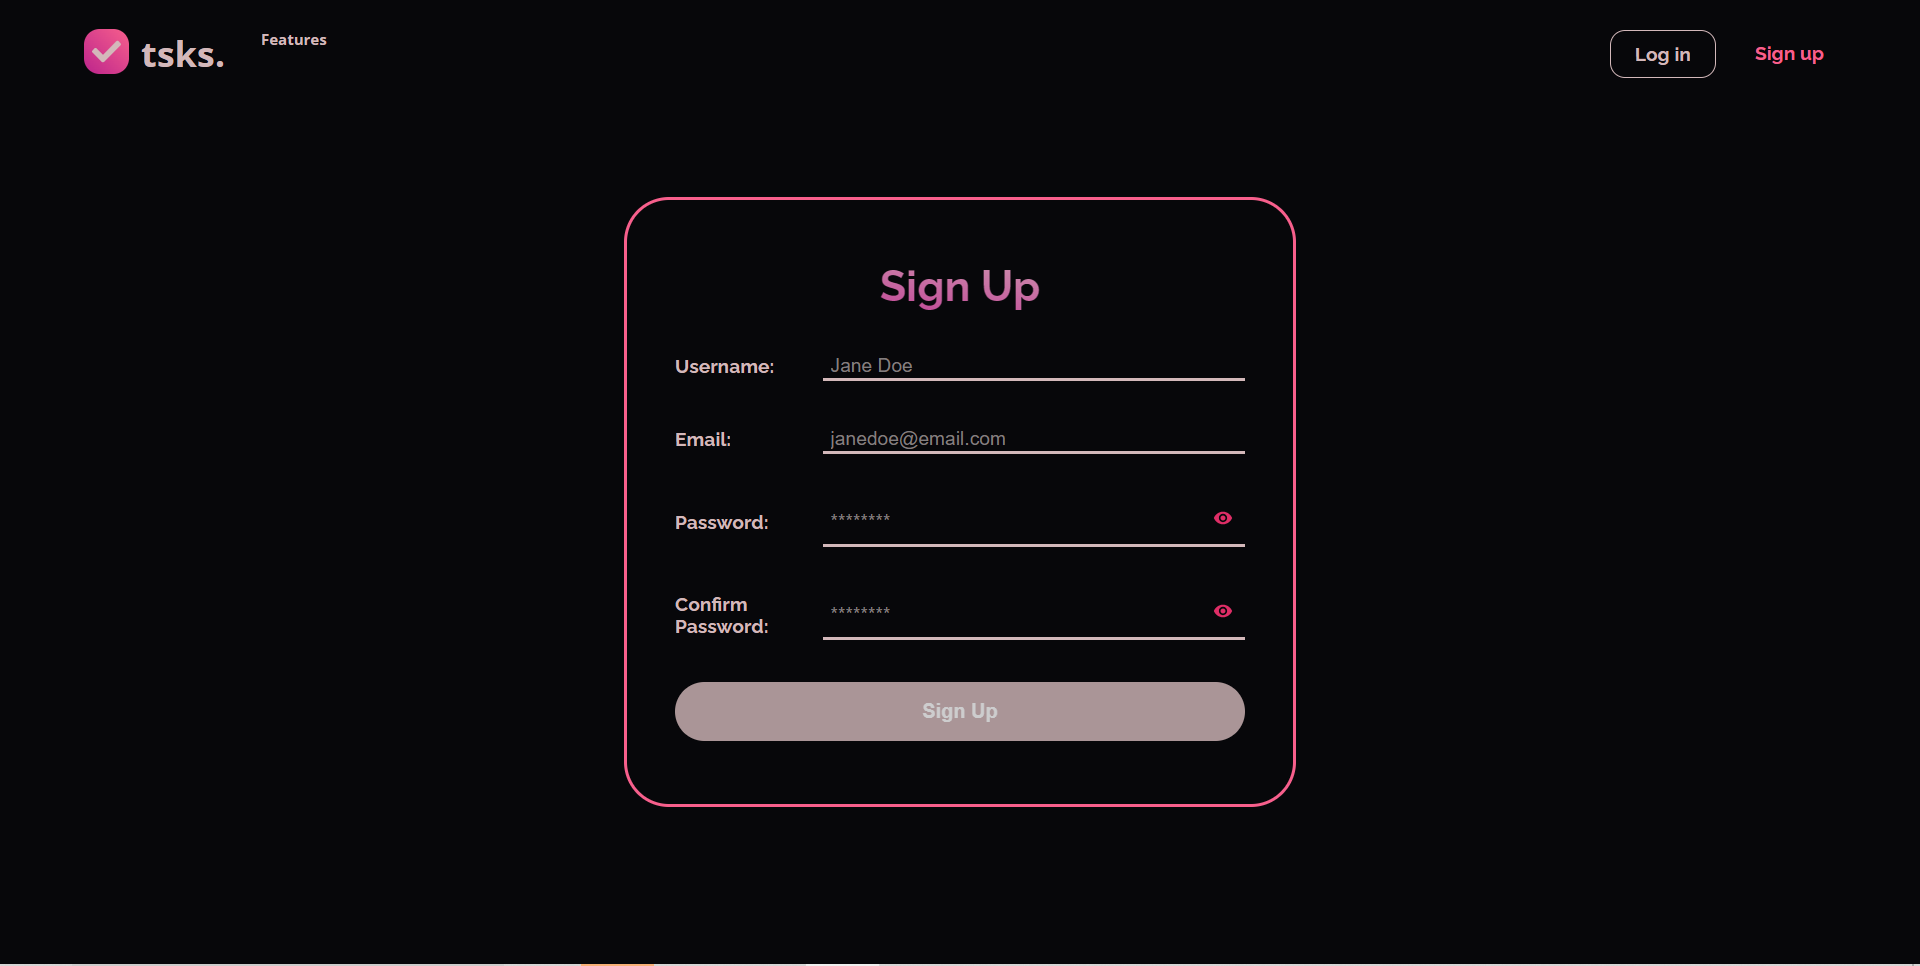 tsks.
Features
Log in
Sign up
Sign Up
Username:
Jane Doe
Email:
janedoe@email.com
Password:
********
Confirm
Password:
********
Sign Up